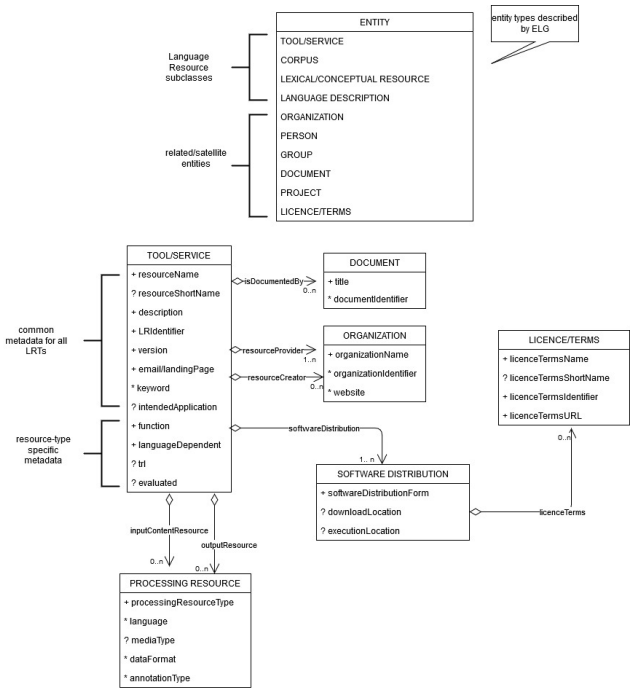 ENTITY
TOOL/SERVICE
CORPUS
LEXICAL/CONCEPTUAL RESOURCE
LANGUAGE DESCRIPTION
ORGANIZATION
PERSON
GROUP
DOCUMENT
PROJECT
LICENCE/TERMS
entity types described
by ELG
Language
Resource
subclasses
related/satellite
entities
TOOL/SERVICE
+ resourceName
? resourceShortName
+ description
+ LRIdentifier
+ version
+ email/landingPage
* keyword
? intendedApplication
+ function
+ languageDependent
? trl
? evaluated
common
metadata for all
LRTs
resource-type
specific
metadata
isDocumentedBy
0..n
DOCUMENT
+ title
* documentIdentifier
resourceProvider
1..n
resourceCreator
0..n
ORGANIZATION
+ organizationName
* organizationIdentifier
* website
LICENCE/TERMS
+ licenceTermsName
? licenceTermsShortName
+ licenceTermsIdentifier
+ licenceTermsURL
0..n
softwareDistribution
1.. n
SOFTWARE DISTRIBUTION
+ softwareDistributionForm
? downloadLocation
? executionLocation
licenceTerms
inputContentResource
0..n
outputResource
0..n
PROCESSING RESOURCE
+ processingResourceType
* language
? mediaType
* dataFormat
* annotationType